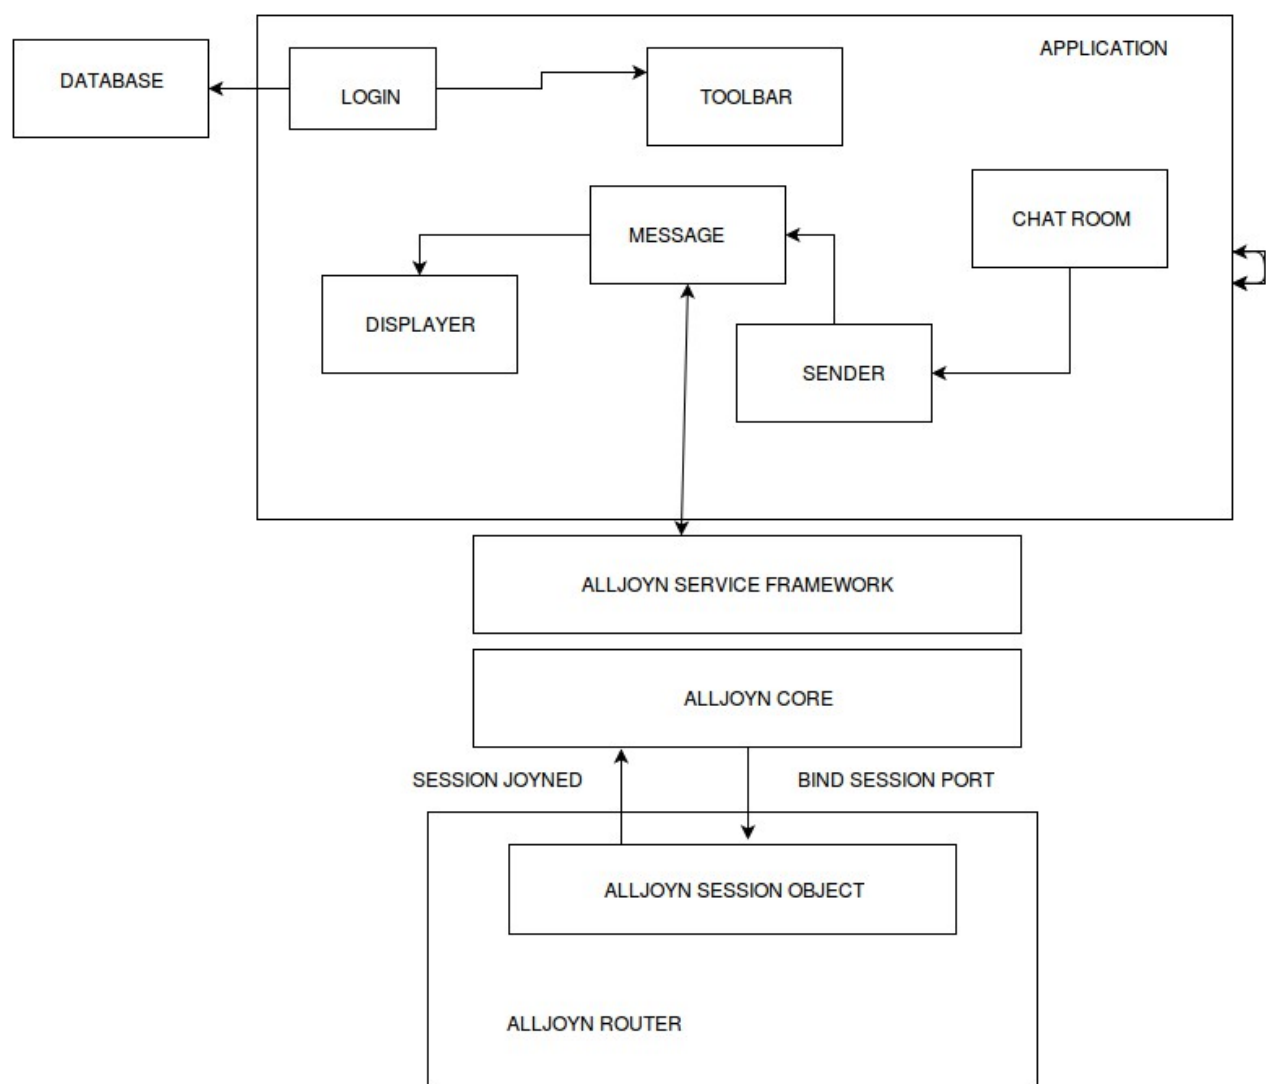 APPLICATION
DATABASE
LOGIN
TOOLBAR
CHAT ROOM
MESSAGE
DISPLAYER
SENDER
ALLJOYN SERVICE FRAMEWORK
ALLJOYN CORE
SESSION JOYNED
BIND SESSION PORT
ALLJOYN SESSION OBJECT
ALLJOYN ROUTER